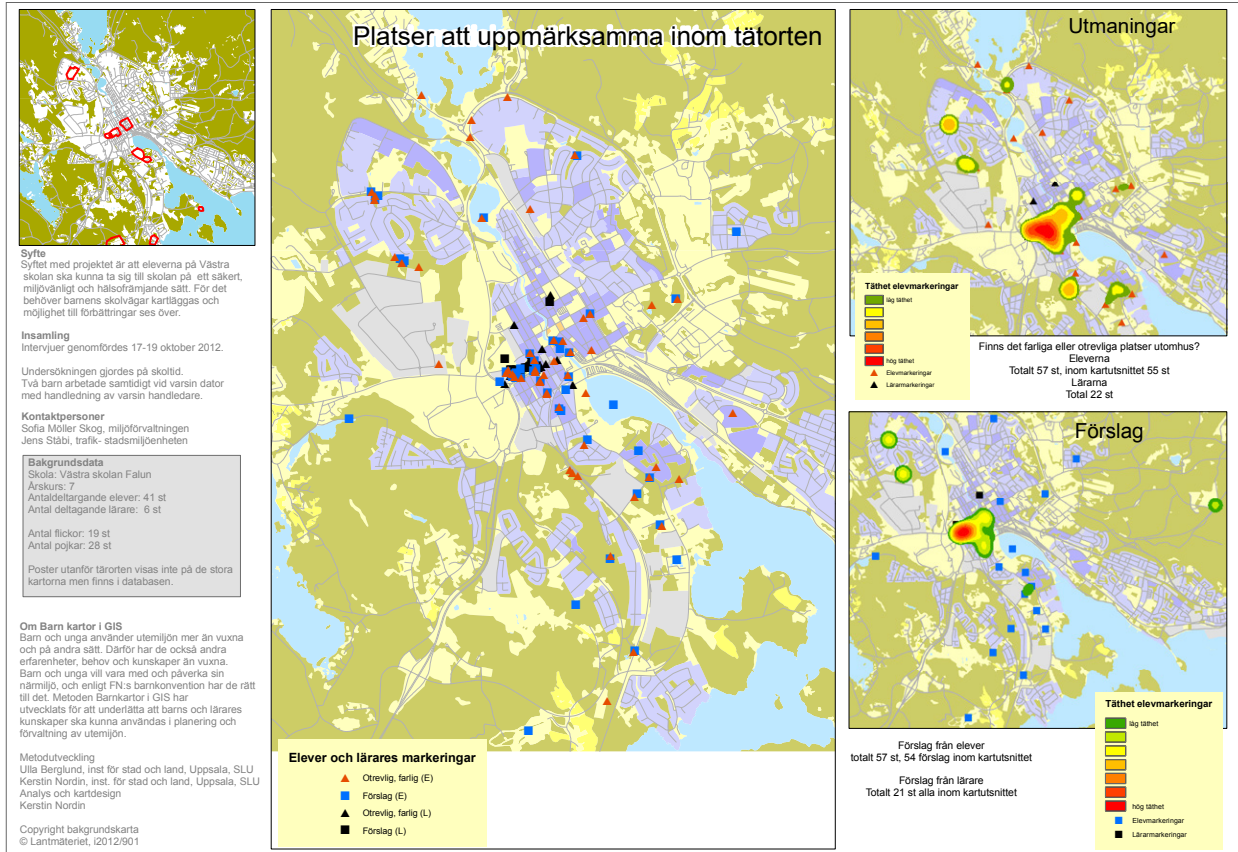 Syfte
Syftet med projektet är att eleverna på Västra
skolan ska kunna ta sig till skolan på ett säkert,
miljövänligt och hälsofrämjande sätt. För det
behöver barnens skolvägar kartläggas och
möjlighet till förbättringar ses över.
Insamling
Intervjuer genomfördes 17-19 oktober 2012.
Undersökningen gjordes på skoltid.
Två barn arbetade samtidigt vid varsin dator
med handledning av varsin handledare.
Kontaktpersoner
Sofia Möller Skog, miljöförvaltningen
Jens Ståbi, trafik- stadsmiljöenheten
Bakgrundsdata
Skola: Västra skolan Falun
Årskurs: 7
Antaldeltargande elever: 41 st
Antal deltagande lärare: 6 st
Antal flickor: 19 st
Antal pojkar: 28 st
Poster utanför tärorten visas inte på de stora
kartorna men finns i databasen.
Om Barn kartor i GIS
Barn och unga använder utemiljön mer än vuxna
och på andra sätt. Därför har de också andra
erfarenheter, behov och kunskaper än vuxna.
Barn och unga vill vara med och påverka sin
närmiljö, och enligt FN:s barnkonvention har de rätt
till det. Metoden Barnkartor i GIS har
utvecklats för att underlätta att barns och lärares
kunskaper ska kunna användas i planering och
förvaltning av utemijön.
Metodutveckling
Ulla Berglund, inst för stad och land, Uppsala, SLU
Kerstin Nordin, inst. för stad och land, Uppsala, SLU
Analys och kartdesign
Kerstin Nordin
Copyright bakgrundskarta
© Lantmäteriet, i2012/901
Platser att uppmärksamma inom tätorten
Elever och lärares markeringar
Otrevlig, farlig (E)
Förslag (E)
Otrevlig, farlig (L)
Förslag (L)
Utmaningar
Täthet elevmarkeringar
låg täthet
hög täthet
Elevmarkeringar
Lärarmarkeringar
Finns det farliga eller otrevliga platser utomhus?
Eleverna
Totalt 57 st, inom kartutsnittet 55 st
Lärarna
Total 22 st
Förslag
Täthet elevmarkeringar
låg täthet
hög täthet
Elevmarkeringar
Lärarmarkeringar
Förslag från elever
totalt 57 st, 54 förslag inom kartutsnittet
Förslag från lärare
Totalt 21 st alla inom kartutsnittet